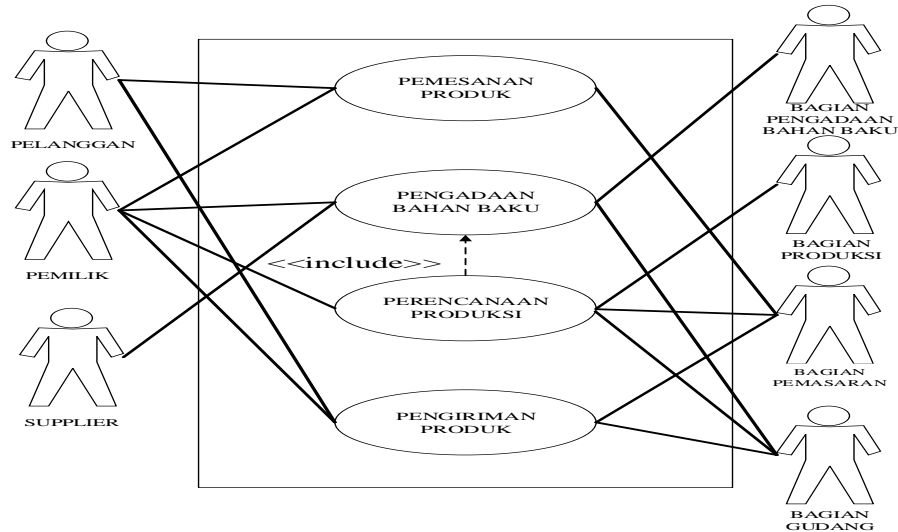 PELANGGAN
PEMILIK
SUPPLIER
PEMESANAN
PRODUK
PENGADAAN
BAHAN BAKU
<<include>>
PERENCANAAN
PRODUKSI
PENGIRIMAN
PRODUK
BAGIAN
PENGADAAN
BAHAN BAKU
BAGIAN
PRODUKSI
BAGIAN
PEMASARAN
BAGIAN
GUDANG